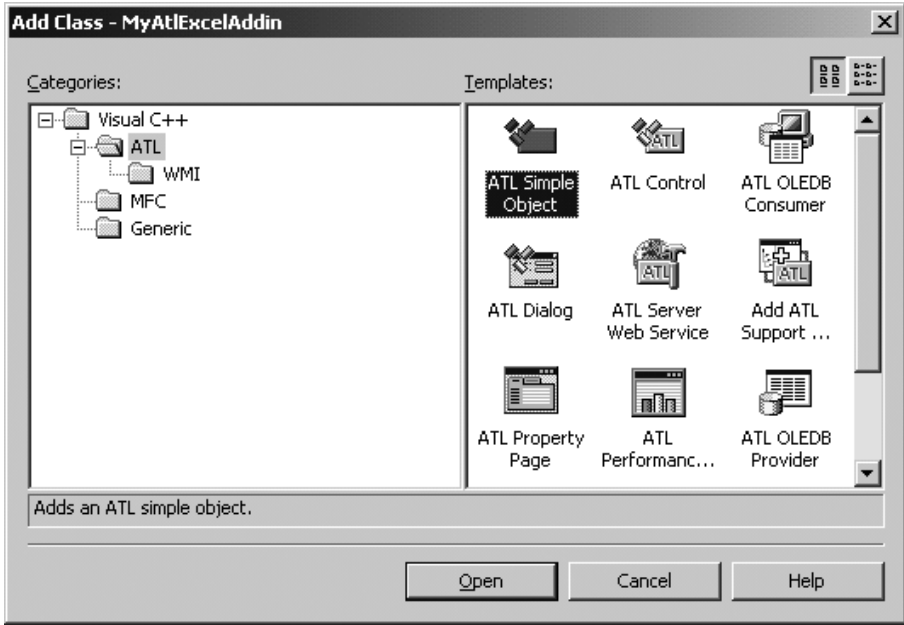 Add Class - MyAtlExcelAddin
Categories:
Templates:
Visual C++
ATL
WMI
MFC
Generic
ATL Simple
Object
ATL Control
ATL OLEDB
Consumer
ATL Dialog
ATL Server
Web Service
Add ATL
Support ...
ATL Property
Page
ATL
Performanc...
ATL OLEDB
Provider
Adds an ATL simple object.
Open
Cancel
Help